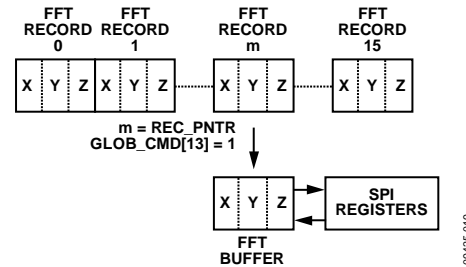 FFT RECORD 0
FFT RECORD 1
FFT RECORD m
FFT RECORD 15
X Y Z X Y Z X Y Z X Y Z
m = REC_PNTR
GLOB_CMD[13] = 1
X Y Z
SPI REGISTERS
FFT BUFFER